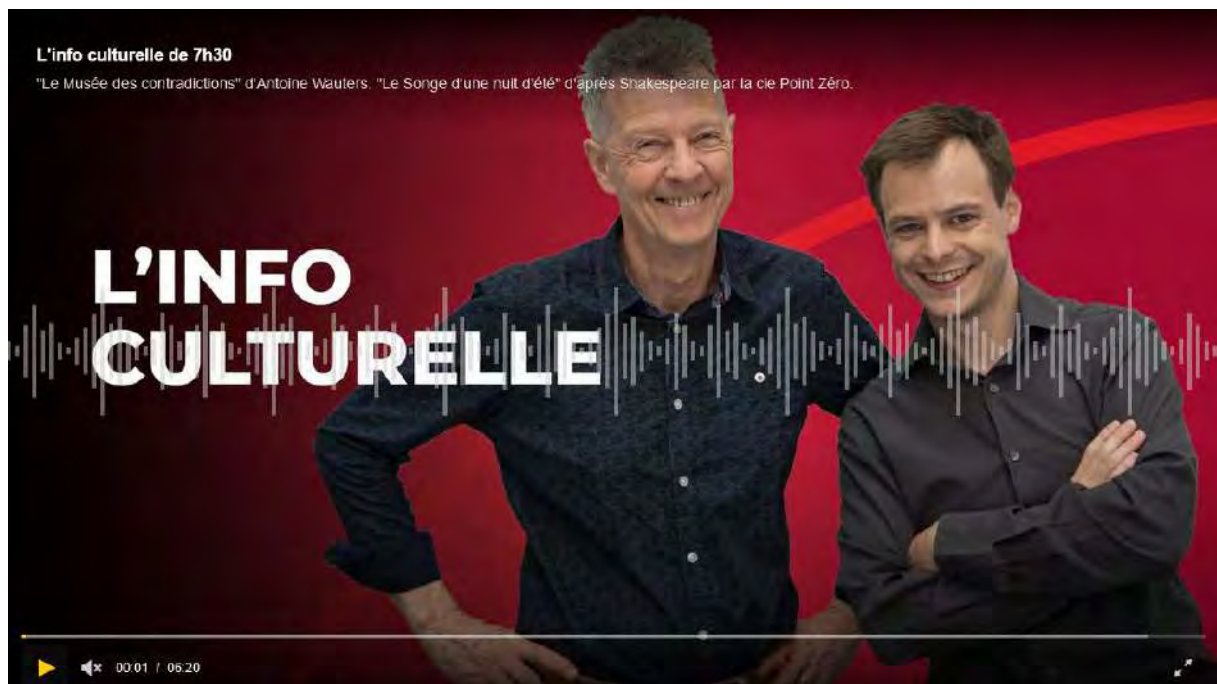 L'info culturelle de 7h30
"Le Musée des contradictions" d'Antoine Wauters. "Le Songe d'une nuit d'été" d'après Shakespeare par la cie Point Zéro.
L'INFO
CULTURELLE
00:01 / 06:20